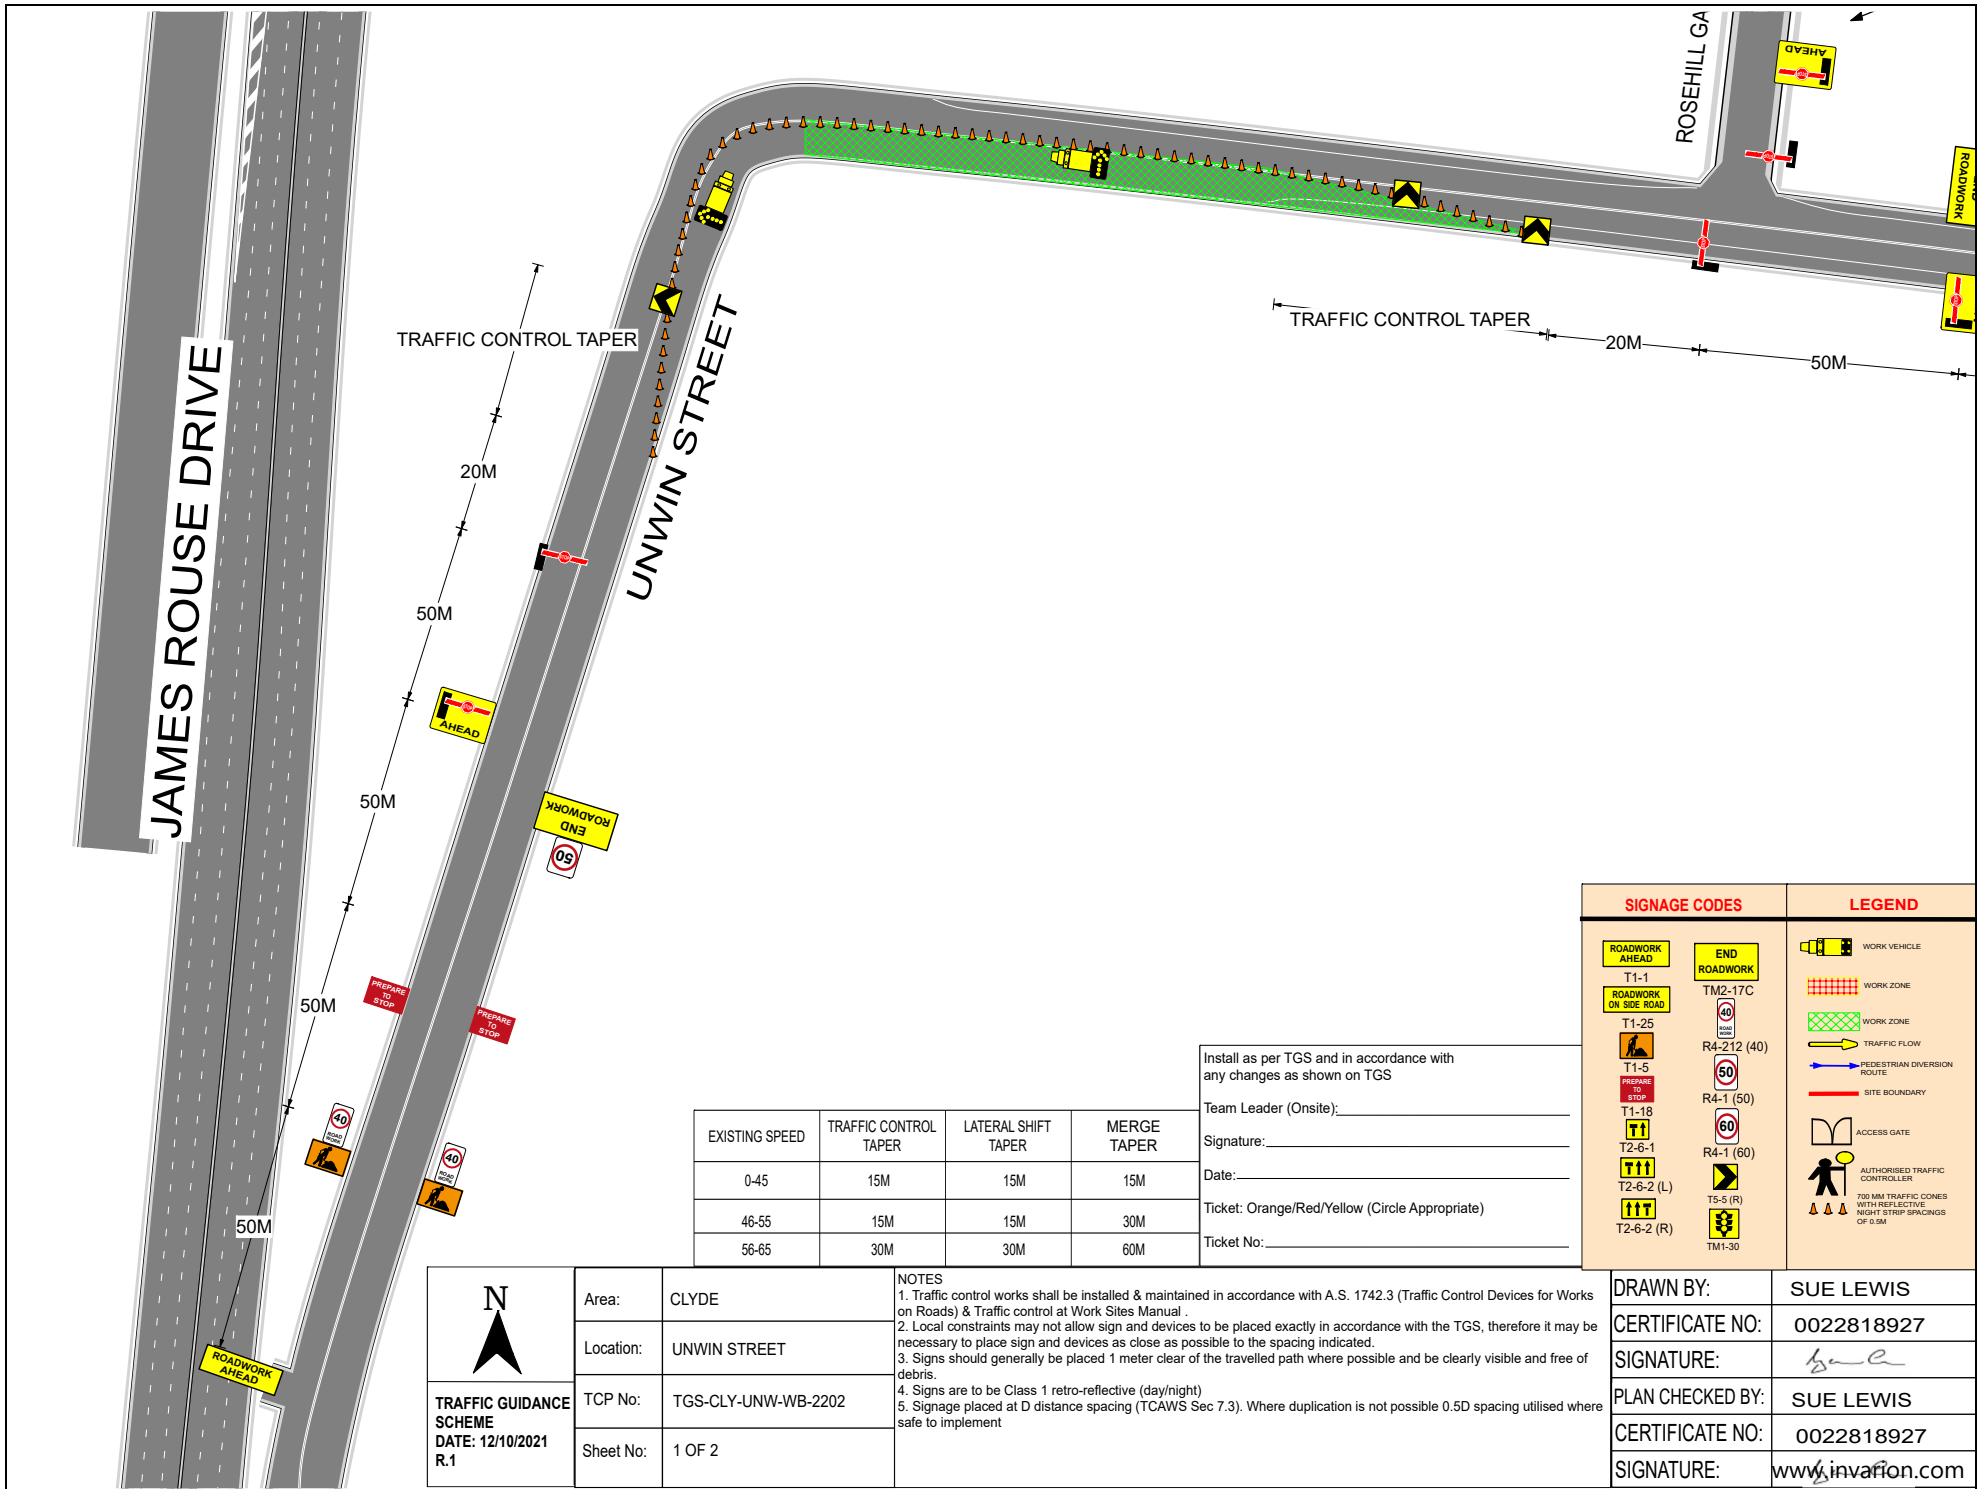 ROSEHILL GA
AHEAD
ROADWORK
TRAFFIC CONTROL TAPER
20M
50M
TRAFFIC CONTROL TAPER
20M
50M
50M
50M
50M
JAMES ROUSE DRIVE
UNWIN STREET
AHEAD
END
ROADWORK
50
PREPARE
TO
STOP
PREPARE
TO
STOP
40
ROAD
WORK
40
ROAD
WORK
ROADWORK
AHEAD
SIGNAGE CODES
ROADWORK
AHEAD
T1-1
ROADWORK
ON SIDE ROAD
T1-25
T1-5
PREPARE
TO
STOP
T1-18
T2-6-1
T2-6-2 (L)
T2-6-2 (R)
END
ROADWORK
TM2-17C
40
ROAD
WORK
R4-212 (40)
50
R4-1 (50)
60
R4-1 (60)
T5-5 (R)
TM1-30
LEGEND
WORK VEHICLE
WORK ZONE
WORK ZONE
TRAFFIC FLOW
PEDESTRIAN DIVERSION
ROUTE
SITE BOUNDARY
ACCESS GATE
AUTHORISED TRAFFIC
CONTROLLER
700 MM TRAFFIC CONES
WITH REFLECTIVE
NIGHT STRIP SPACINGS
OF 0.5M
EXISTING SPEED
TRAFFIC CONTROL
TAPER
LATERAL SHIFT
TAPER
MERGE
TAPER
0-45 15M 15M 15M
46-55 15M 15M 30M
56-65 30M 30M 60M
Install as per TGS and in accordance with
any changes as shown on TGS
Team Leader (Onsite):
Signature:
Date:
Ticket: Orange/Red/Yellow (Circle Appropriate)
Ticket No:
N
TRAFFIC GUIDANCE
SCHEME
DATE: 12/10/2021
R.1
Area: CLYDE
Location: UNWIN STREET
TCP No: TGS-CLY-UNW-WB-2202
Sheet No: 1 OF 2
NOTES
1. Traffic control works shall be installed & maintained in accordance with A.S. 1742.3 (Traffic Control Devices for Works
on Roads) & Traffic control at Work Sites Manual .
2. Local constraints may not allow sign and devices to be placed exactly in accordance with the TGS, therefore it may be
necessary to place sign and devices as close as possible to the spacing indicated.
3. Signs should generally be placed 1 meter clear of the travelled path where possible and be clearly visible and free of
debris.
4. Signs are to be Class 1 retro-reflective (day/night)
5. Signage placed at D distance spacing (TCAWS Sec 7.3). Where duplication is not possible 0.5D spacing utilised where
safe to implement
DRAWN BY: SUE LEWIS
CERTIFICATE NO: 0022818927
SIGNATURE:
PLAN CHECKED BY: SUE LEWIS
CERTIFICATE NO: 0022818927
SIGNATURE:
www.invarion.com